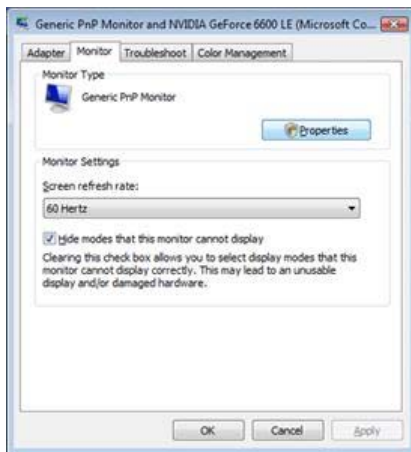 Generic PnP Monitor and NVIDIA GeForce 6600 LE (Microsoft Co...
Adapter Monitor Troubleshoot Color Management
Monitor Type
Generic PnP Monitor
Properties
Monitor Settings
Screen refresh rate:
60 Hertz
Hide modes that this monitor cannot display
Clearing this check box allows you to select display modes that this
monitor cannot display correctly. This may lead to an unusable
display and/or damaged hardware.
OK Cancel Apply